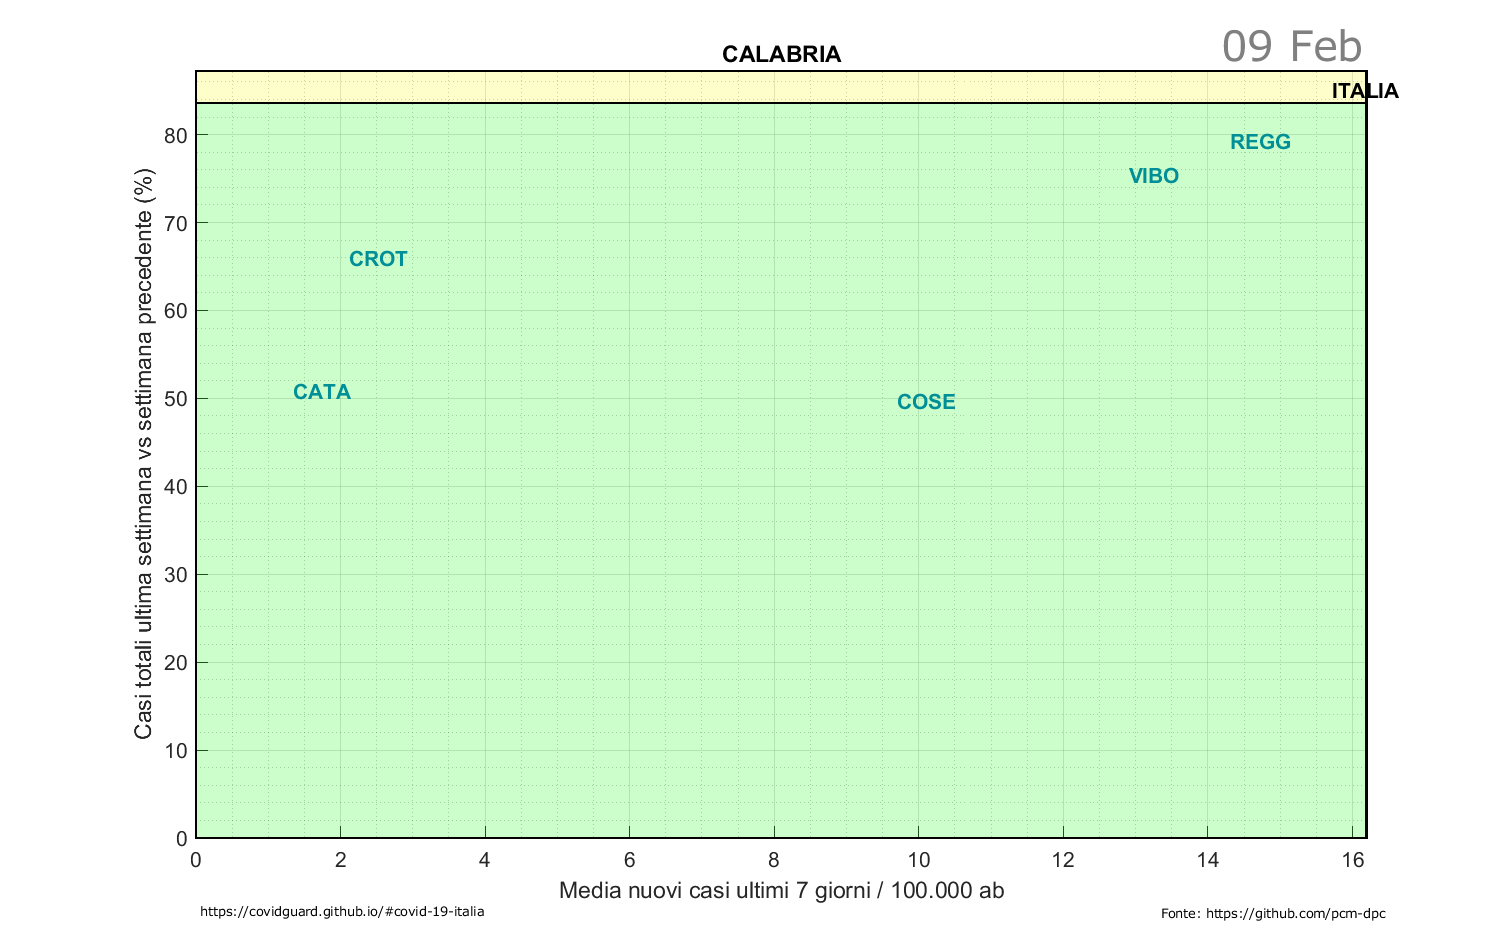 CALABRIA
09 Feb
ITALIA
REGG
VIBO
CROT
CATA
COSE
Casi totali ultima settimana vs settimana precedente (%)
80
70
60
50
40
30
20
10
0
0 2 4 6 8 10 12 14 16
Media nuovi casi ultimi 7 giorni / 100.000 ab
https://covidguard.github.io/#covid-19-italia
Fonte: https://github.com/pcm-dpc